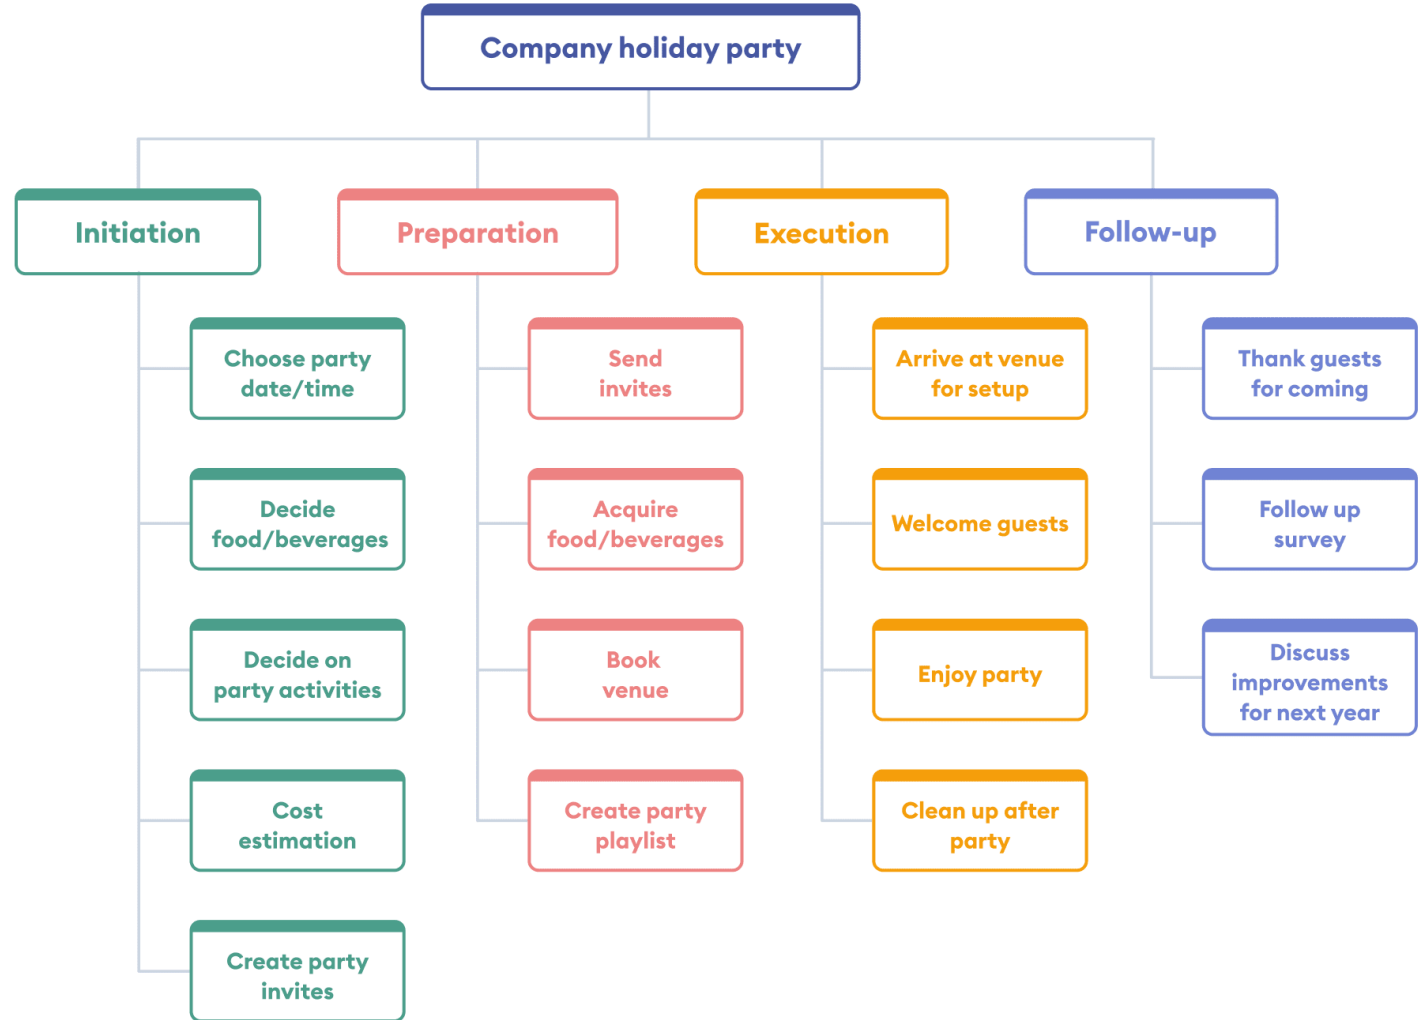 Company holiday party
Initiation
Choose party
date/time
Decide
food/beverages
Decide on
party activities
Cost
estimation
Create party
invites
Preparation
Send
invites
Acquire
food/beverages
Book
venue
Create party
playlist
Execution
Arrive at venue
for setup
Welcome guests
Enjoy party
Clean up after
party
Follow-up
Thank guests
for coming
Follow up
survey
Discuss
improvements
for next year